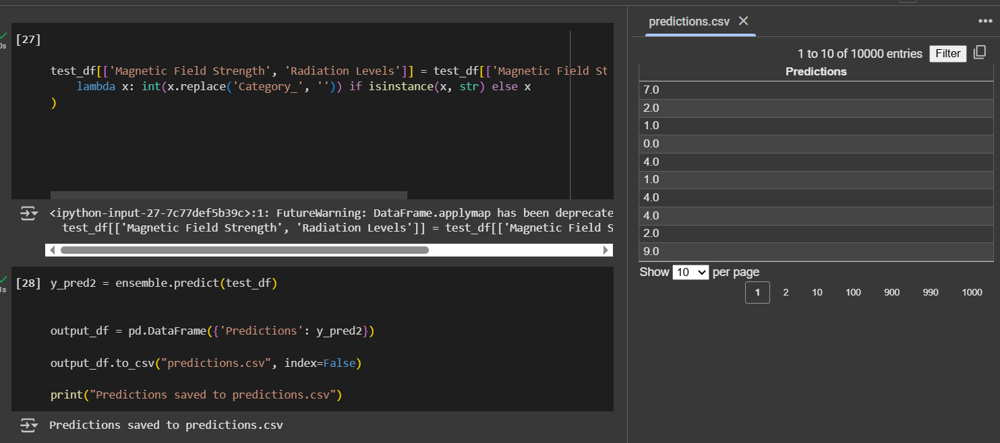 [27]
0s
test_df[['Magnetic Field Strength', 'Radiation Levels']] = test_df[['Magnetic Field St
lambda x: int(x.replace('Category_', '')) if isinstance(x, str) else x
)
<ipython-input-27-7c77def5b39c>:1: FutureWarning: DataFrame.applymap has been deprecate
test_df[['Magnetic Field Strength', 'Radiation Levels']] = test_df[['Magnetic Field S
[28] y_pred2 = ensemble.predict(test_df)
1s
output_df = pd.DataFrame({'Predictions': y_pred2})
output_df.to_csv("predictions.csv", index=False)
print("Predictions saved to predictions.csv")
Predictions saved to predictions.csv
predictions.csv
1 to 10 of 10000 entries Filter
Predictions
7.0
2.0
1.0
0.0
4.0
1.0
4.0
4.0
2.0
9.0
Show 10 per page
1 2 10 100 900 990 1000